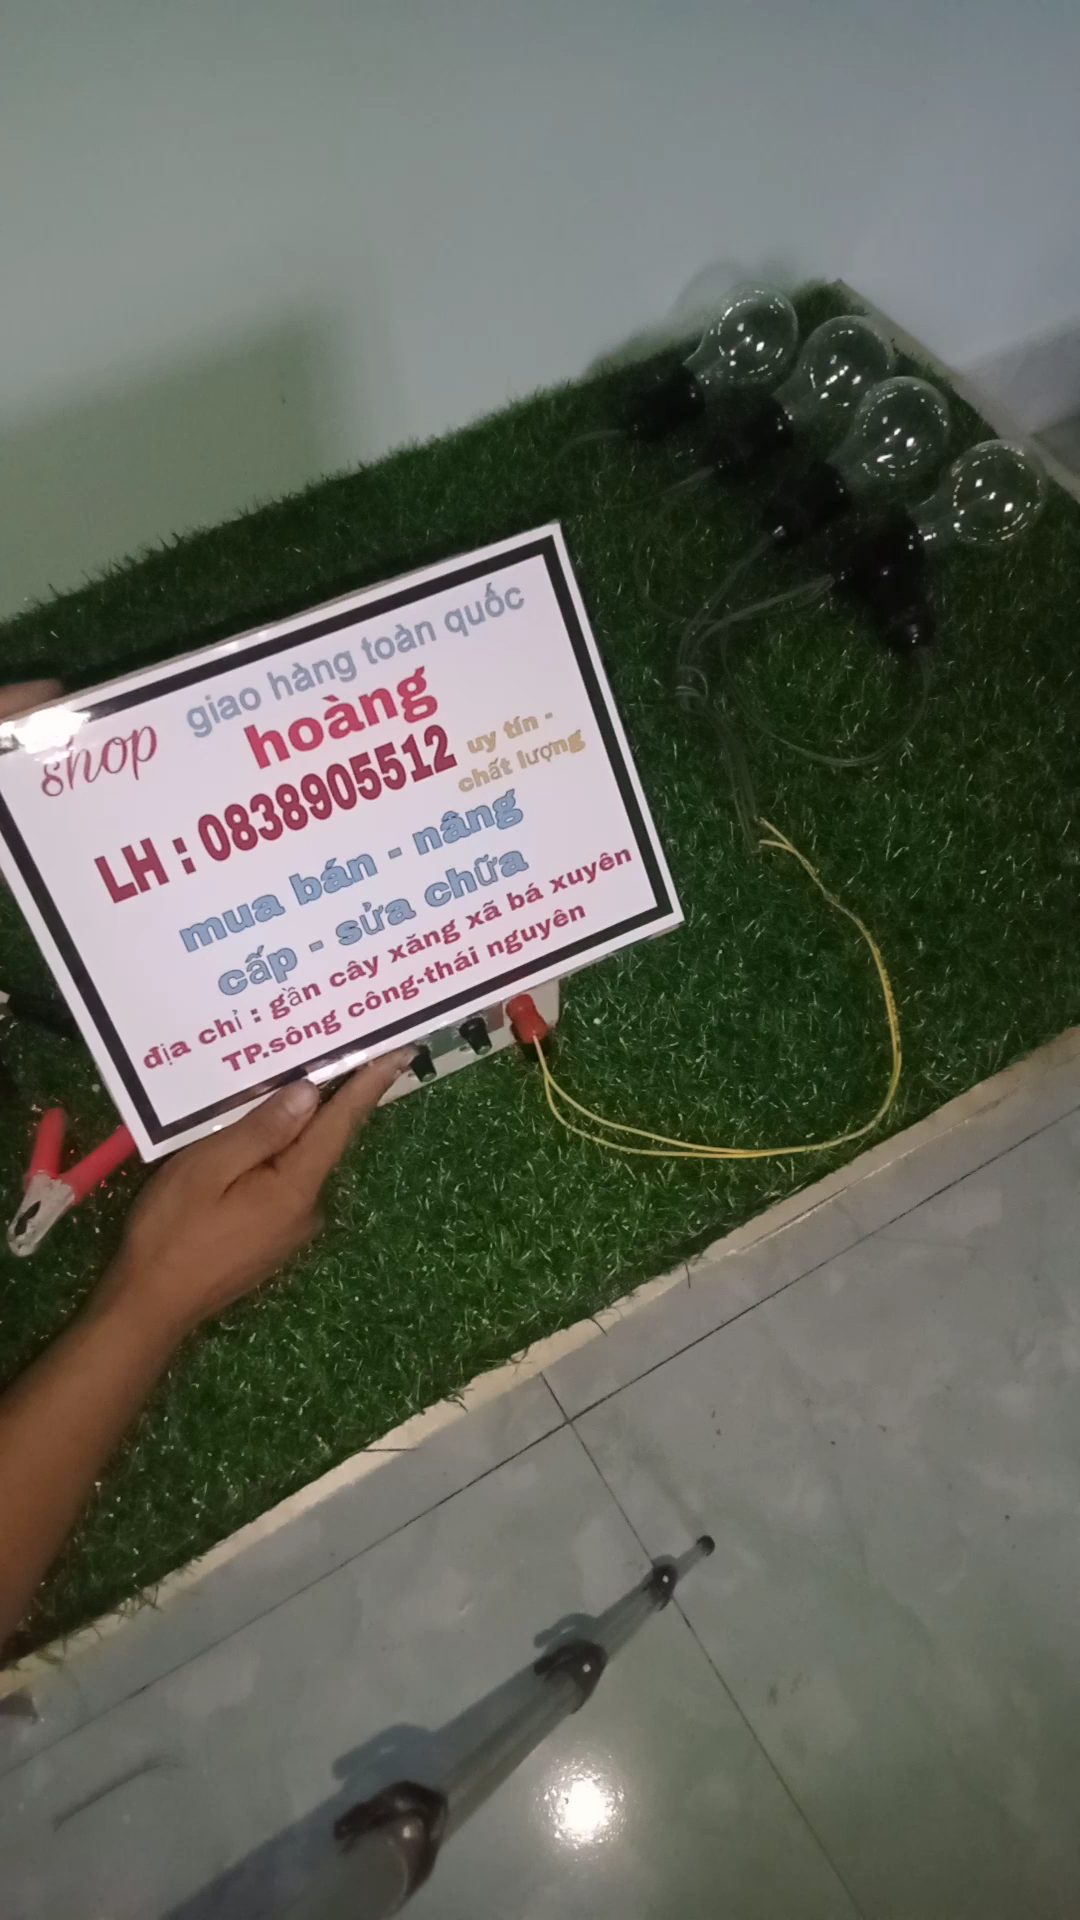 giao hàng toàn quốc
shop hoàng
LH : 0838905512
uy tín -
chất lượng
mua bán - nâng
cấp - sửa chữa
địa chỉ : gần cây xăng xã bá xuyên
TP.sông công-thái nguyên